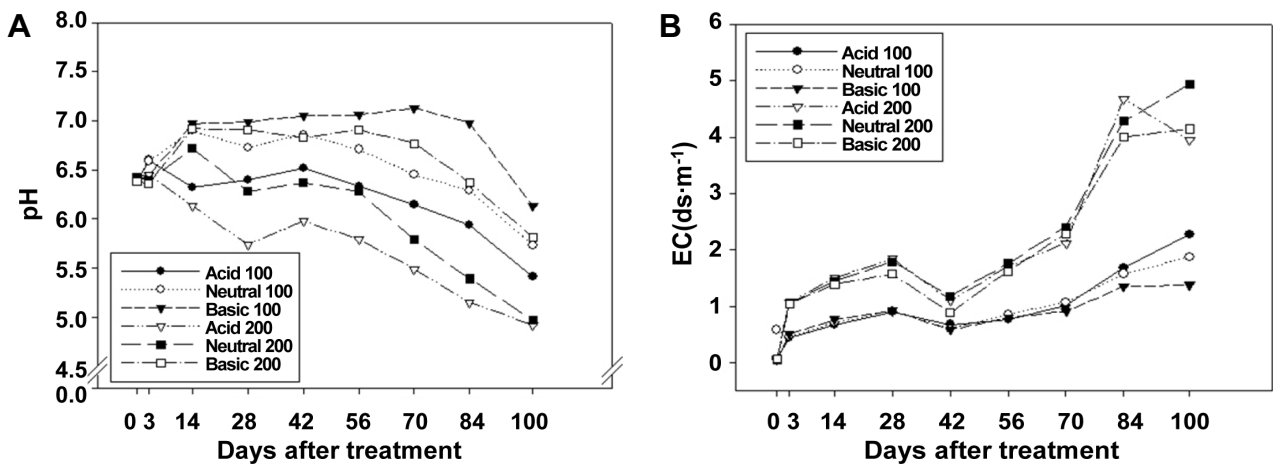 A
8.0
7.5
7.0
6.5
6.0
5.5
5.0
4.5
0.0
pH
Acid 100
Neutral 100
Basic 100
Acid 200
Neutral 200
Basic 200
0 3 14 28 42 56 70 84 100
Days after treatment
B
6
5
4
3
2
1
0
EC(ds·m⁻¹)
Acid 100
Neutral 100
Basic 100
Acid 200
Neutral 200
Basic 200
0 3 14 28 42 56 70 84 100
Days after treatment